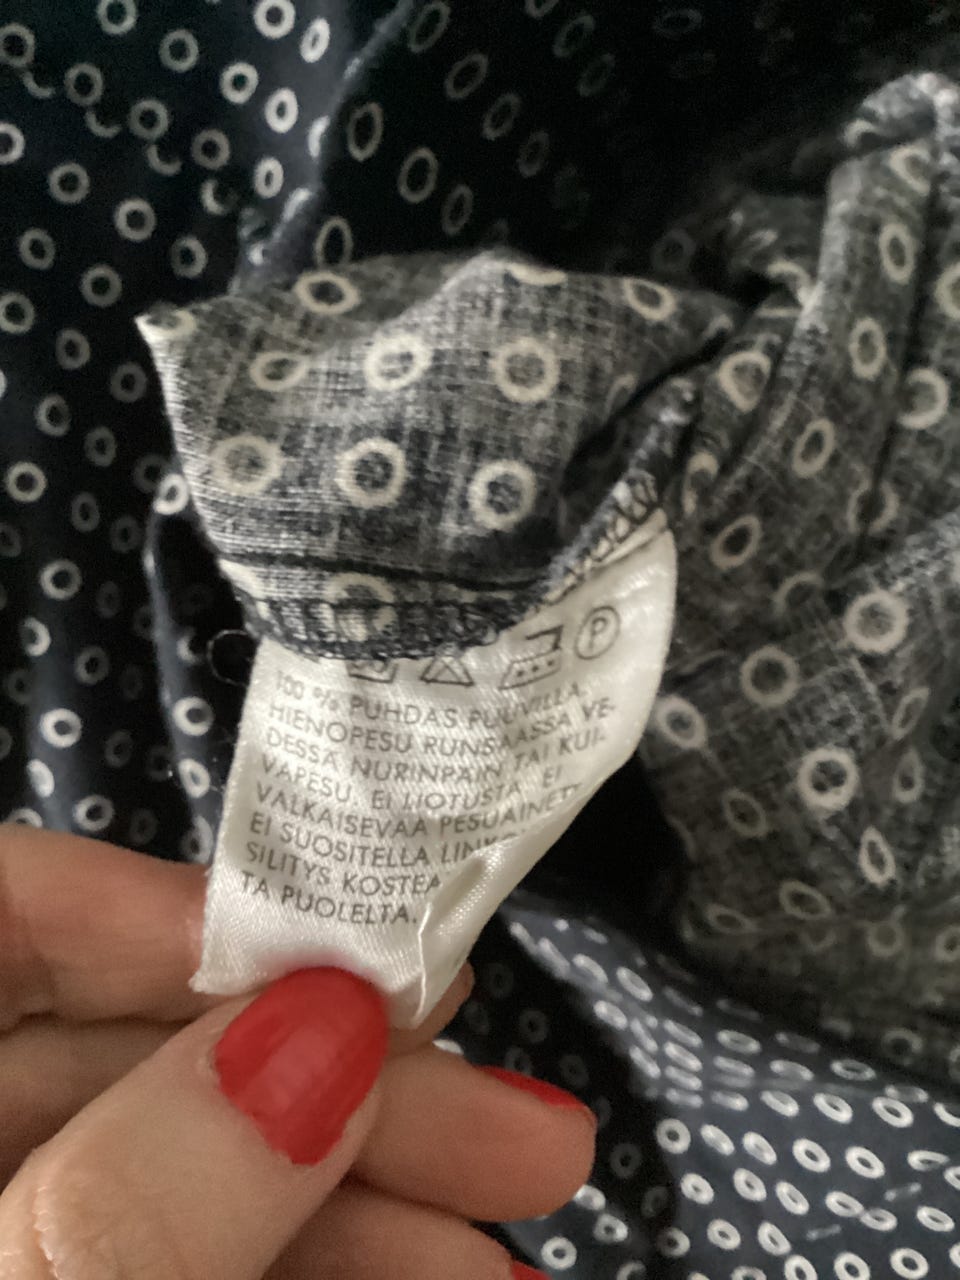 P
100 % PUHDAS PUUVILLA.
HIENOPESU RUNSAASSA VE-
DESSÄ NURINPÄIN TAI KUI-
VAPESU. EI LIOTUSTA EI
VALKAISEVAA PESUAINETT
EI SUOSITELLA LINKO
SILITYS KOSTEA
TA PUOLELTA.